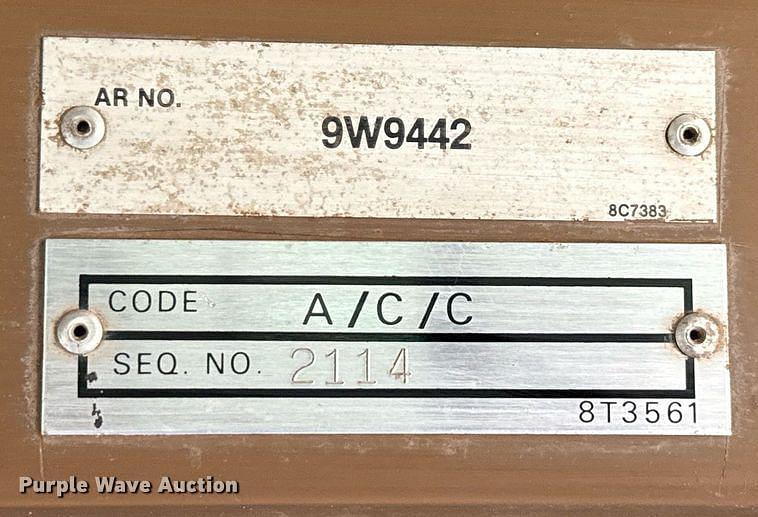 AR NO.
9W9442
8C7383
CODE A/C/C
SEQ. NO. 2114
8T3561
Purple Wave Auction